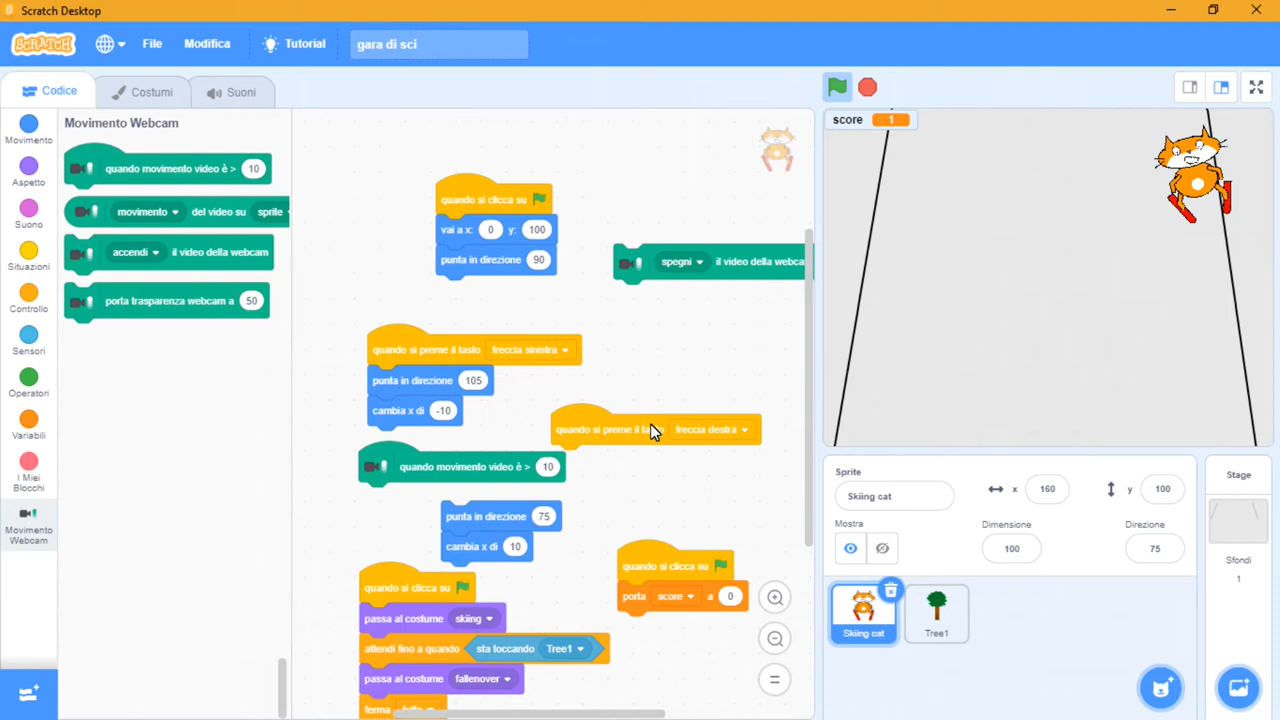 Scratch Desktop
SCRATCH File Modifica Tutorial gara di sci
Codice Costumi Suoni
Movimento
Aspetto
Suono
Situazioni
Controllo
Sensori
Operatori
Variabili
I Miei
Blocchi
Movimento
Webcam
Movimento Webcam
quando movimento video è > 10
movimento del video su sprite
accendi il video della webcam
porta trasparenza webcam a 50
quando si clicca su
vai a x: 0 y: 100
punta in direzione 90
spegni il video della webca
quando si preme il tasto freccia sinistra
punta in direzione 105
cambia x di -10
quando si preme il tasto freccia destra
quando movimento video è > 10
punta in direzione 75
cambia x di 10
quando si clicca su
porta score a 0
quando si clicca su
passa al costume skiing
attendi fino a quando sta toccando Tree1
passa al costume fallenover
ferma tutto
score 1
Sprite
Skiing cat
x 160 y 100
Mostra Dimensione Direzione
100 75
Skiing cat Tree1
Stage
Sfondi
1